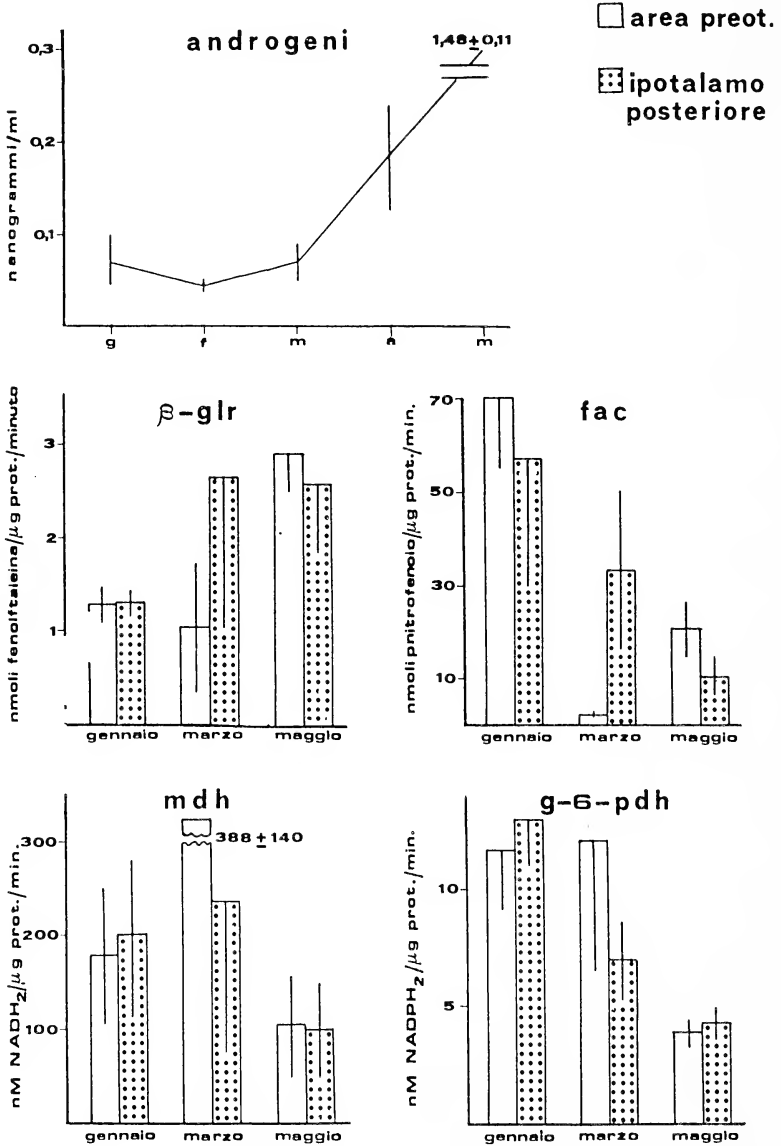 androgeni
1,48±0,11
area preot.
ipotalamo
posteriore
nanogrammi/ml
0,3
0,2
0,1
g f m a m
β-glr
nmoli fenolftaleina/µg prot./minuto
3
2
1
gennaio marzo maggio
fac
nmoli pnitrofenolo/µg prot./min.
70
50
30
10
gennaio marzo maggio
mdh
388±140
nM NADH2/µg prot./min.
300
200
100
gennaio marzo maggio
g-6-pdh
nM NADPH2/µg prot./min.
10
5
gennaio marzo maggio